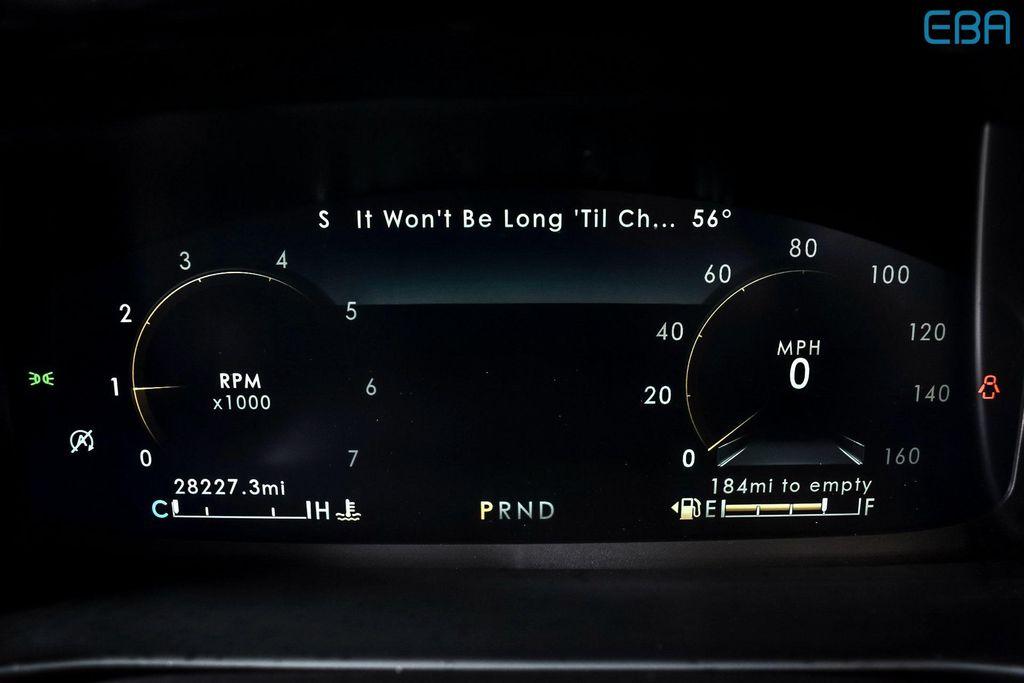 EBA
S It Won't Be Long 'Til Ch... 56°
0 1 2 3 4 5 6 7
RPM
x1000
0 20 40 60 80 100 120 140 160
MPH
0
A
28227.3mi
184mi to empty
C H
PRND
E F